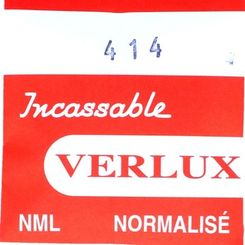 414
Incassable
VERLUX
NML NORMALISÉ